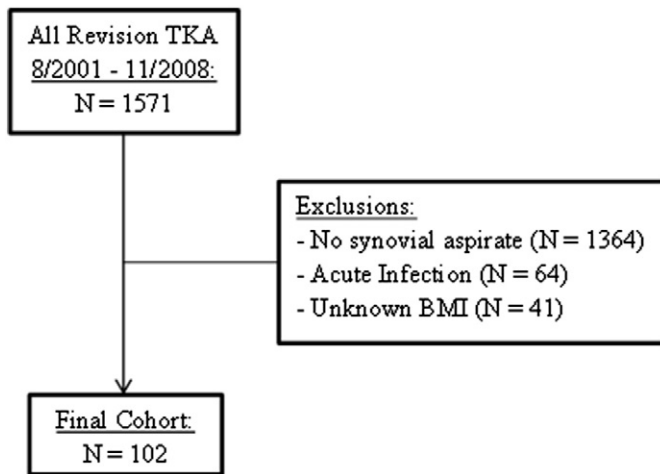 All Revision TKA
8/2001 - 11/2008:
N = 1571
Exclusions:
- No synovial aspirate (N = 1364)
- Acute Infection (N = 64)
- Unknown BMI (N = 41)
Final Cohort:
N = 102